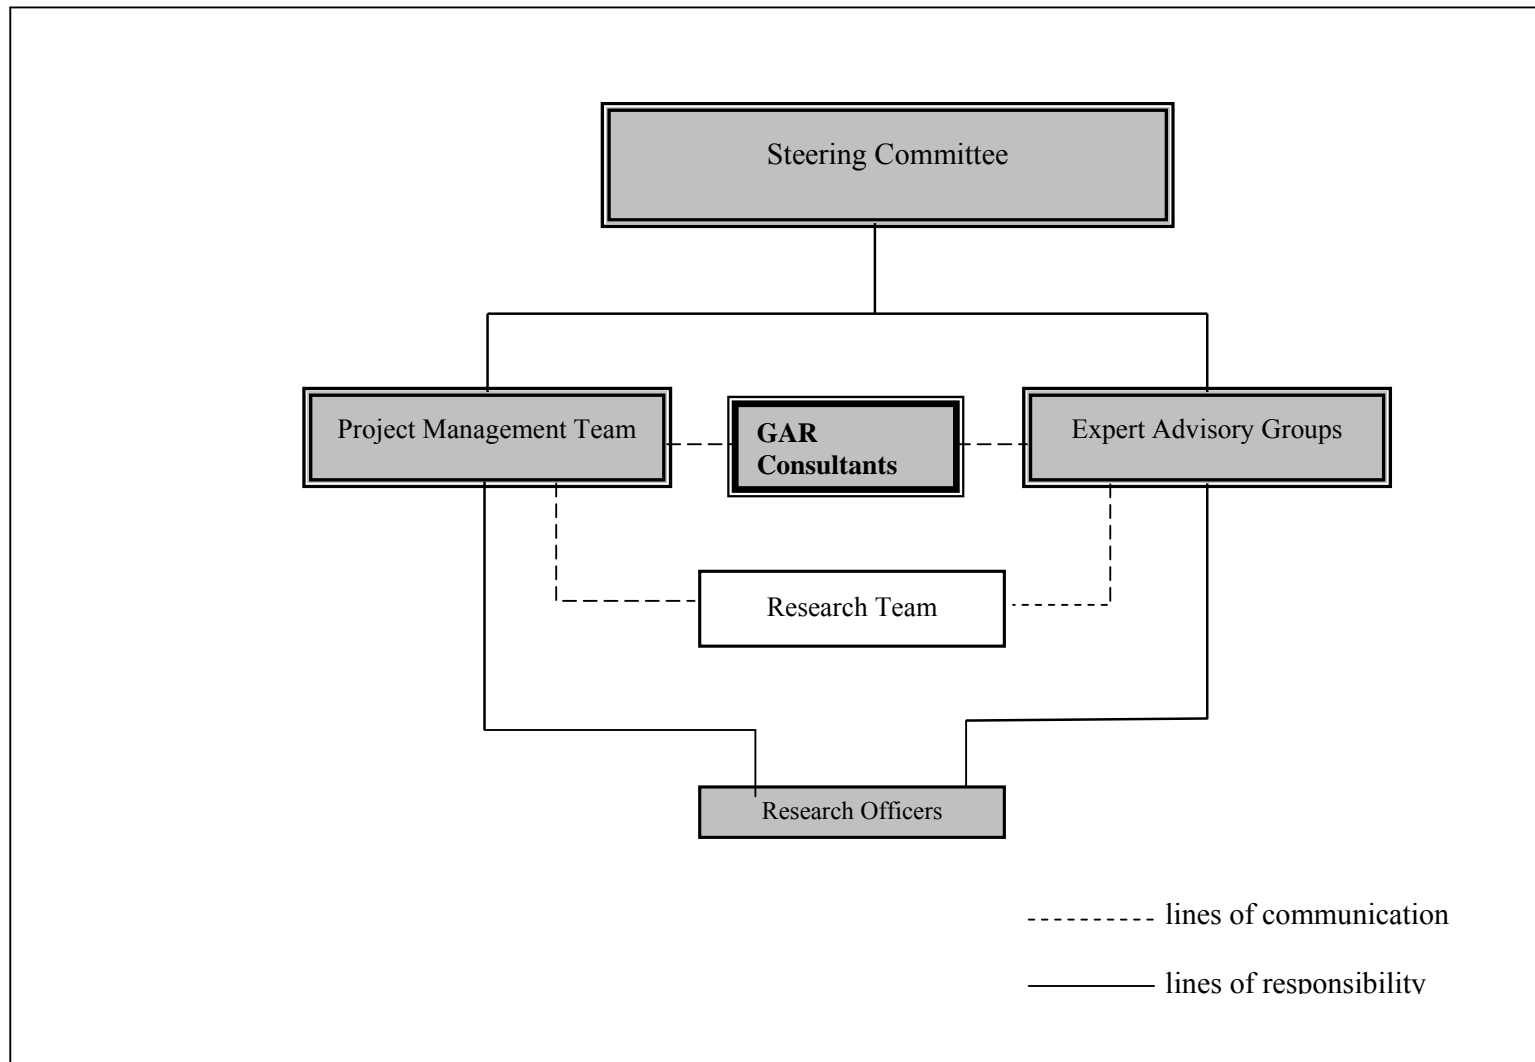 Steering Committee
Project Management Team
GAR
Consultants
Expert Advisory Groups
Research Team
Research Officers
lines of communication
lines of responsibility